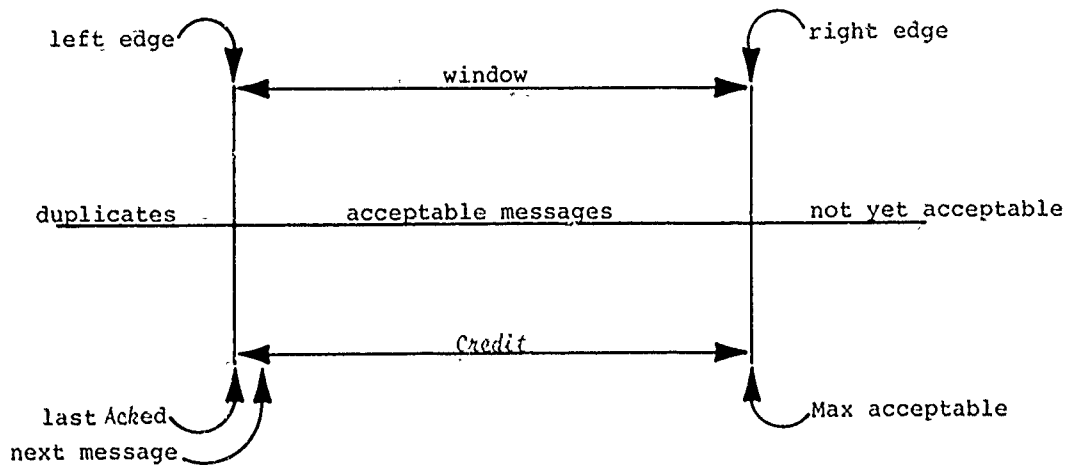 left edge
right edge
window
duplicates
acceptable messages
not yet acceptable
Credit
last Acked
Max acceptable
next message